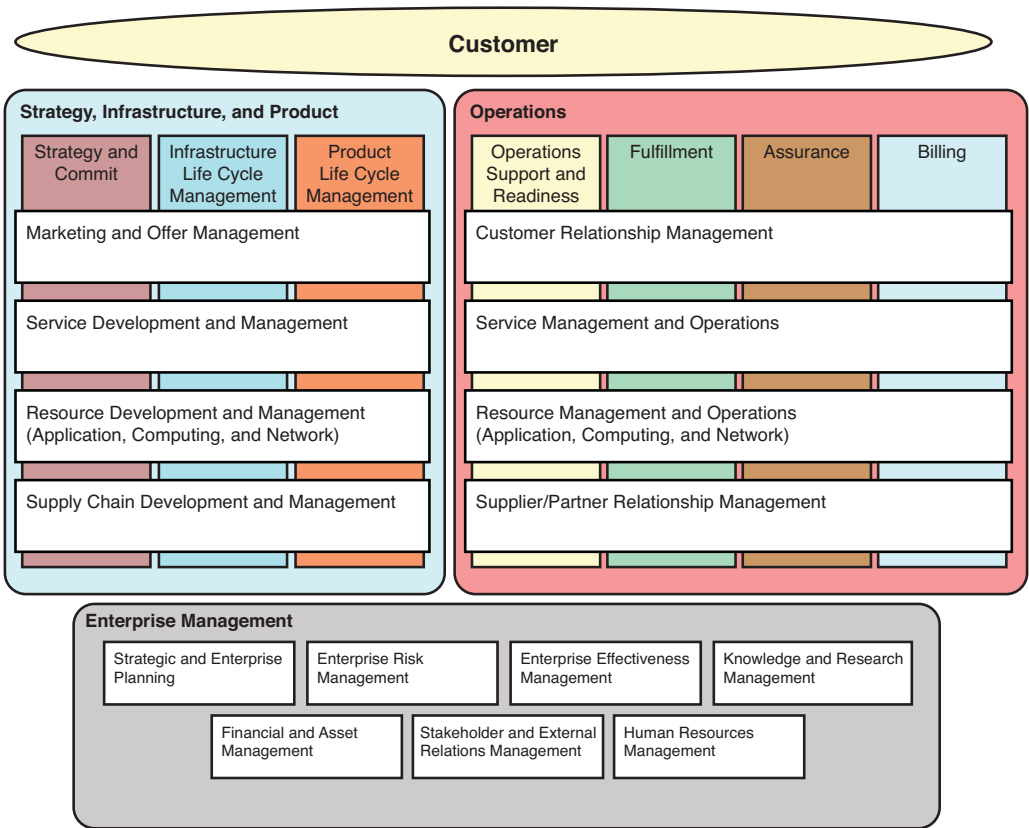 Customer
Strategy, Infrastructure, and Product
Strategy and
Commit
Infrastructure
Life Cycle
Management
Product
Life Cycle
Management
Marketing and Offer Management
Service Development and Management
Resource Development and Management
(Application, Computing, and Network)
Supply Chain Development and Management
Operations
Operations
Support and
Readiness
Fulfillment
Assurance
Billing
Customer Relationship Management
Service Management and Operations
Resource Management and Operations
(Application, Computing, and Network)
Supplier/Partner Relationship Management
Enterprise Management
Strategic and Enterprise
Planning
Enterprise Risk
Management
Enterprise Effectiveness
Management
Knowledge and Research
Management
Financial and Asset
Management
Stakeholder and External
Relations Management
Human Resources
Management